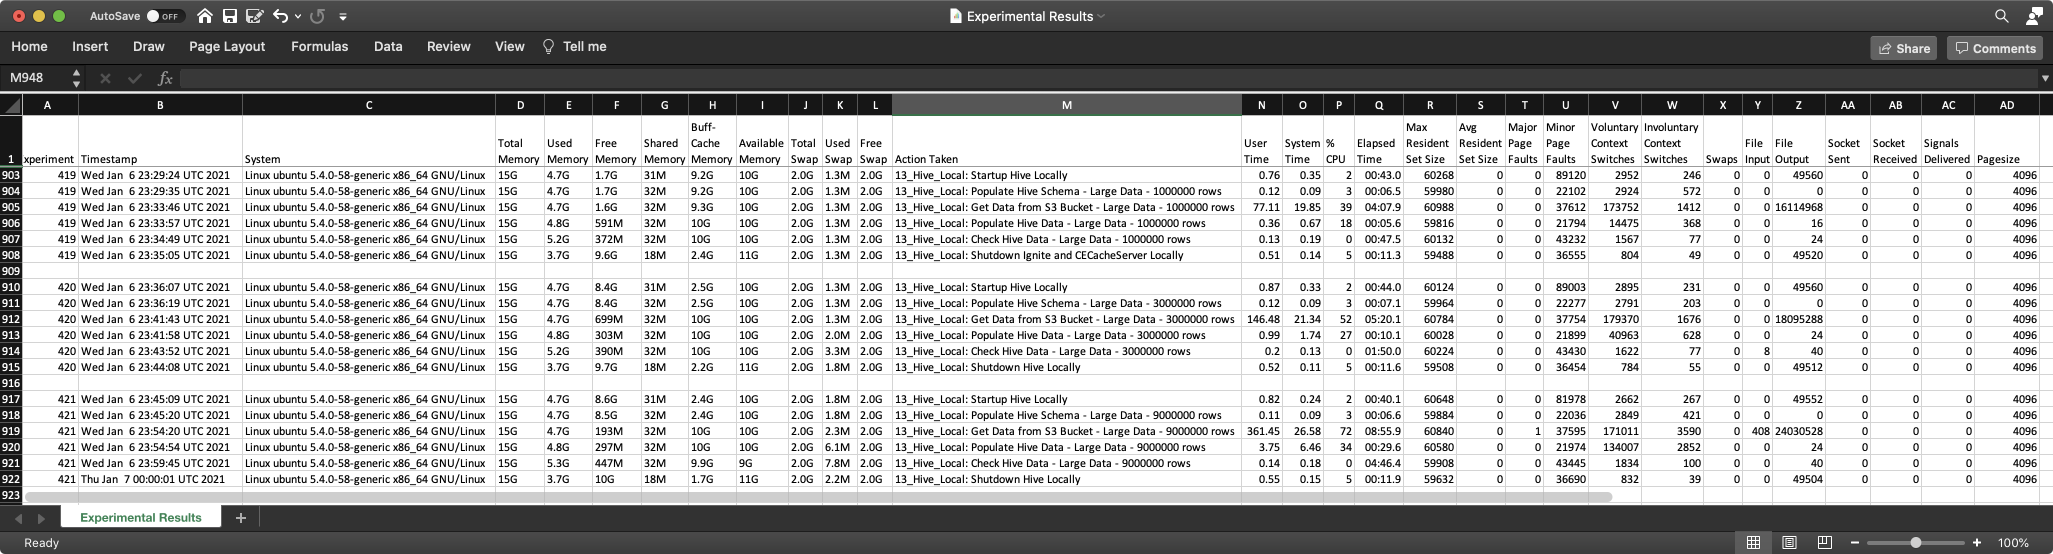 AutoSave OFF Experimental Results
Home Insert Draw Page Layout Formulas Data Review View Tell me Share Comments
M948 fx
A B C D E F G H I J K L M N O P Q R S T U V W X Y Z AA AB AC AD
1 xperiment Timestamp System Total Memory Used Memory Free Memory Shared Memory Buff-Cache Memory Available Memory Total Swap Used Swap Free Swap Action Taken User Time System Time % CPU Elapsed Time Max Resident Set Size Avg Resident Set Size Major Page Faults Minor Page Faults Voluntary Context Switches Involuntary Context Switches Swaps File Input File Output Socket Sent Socket Received Signals Delivered Pagesize
903 419 Wed Jan 6 23:29:24 UTC 2021 Linux ubuntu 5.4.0-58-generic x86_64 GNU/Linux 15G 4.7G 1.7G 31M 9.2G 10G 2.0G 1.3M 2.0G 13_Hive_Local: Startup Hive Locally 0.76 0.35 2 00:43.0 60268 0 0 89120 2952 246 0 0 49560 0 0 0 4096
904 419 Wed Jan 6 23:29:35 UTC 2021 Linux ubuntu 5.4.0-58-generic x86_64 GNU/Linux 15G 4.7G 1.7G 32M 9.2G 10G 2.0G 1.3M 2.0G 13_Hive_Local: Populate Hive Schema - Large Data - 1000000 rows 0.12 0.09 3 00:06.5 59980 0 0 22102 2924 572 0 0 0 0 0 0 4096
905 419 Wed Jan 6 23:33:46 UTC 2021 Linux ubuntu 5.4.0-58-generic x86_64 GNU/Linux 15G 4.7G 1.6G 32M 9.3G 10G 2.0G 1.3M 2.0G 13_Hive_Local: Get Data from S3 Bucket - Large Data - 1000000 rows 77.11 19.85 39 04:07.9 60988 0 0 37612 173752 1412 0 0 16114968 0 0 0 4096
906 419 Wed Jan 6 23:33:57 UTC 2021 Linux ubuntu 5.4.0-58-generic x86_64 GNU/Linux 15G 4.8G 591M 32M 10G 10G 2.0G 1.3M 2.0G 13_Hive_Local: Populate Hive Data - Large Data - 1000000 rows 0.36 0.67 18 00:05.6 59816 0 0 21794 14475 368 0 0 16 0 0 0 4096
907 419 Wed Jan 6 23:34:49 UTC 2021 Linux ubuntu 5.4.0-58-generic x86_64 GNU/Linux 15G 5.2G 372M 32M 10G 10G 2.0G 1.3M 2.0G 13_Hive_Local: Check Hive Data - Large Data - 1000000 rows 0.13 0.19 0 00:47.5 60132 0 0 43232 1567 77 0 0 24 0 0 0 4096
908 419 Wed Jan 6 23:35:05 UTC 2021 Linux ubuntu 5.4.0-58-generic x86_64 GNU/Linux 15G 3.7G 9.6G 18M 2.4G 11G 2.0G 1.3M 2.0G 13_Hive_Local: Shutdown Ignite and CECacheServer Locally 0.51 0.14 5 00:11.3 59488 0 0 36555 804 49 0 0 49520 0 0 0 4096
909
910 420 Wed Jan 6 23:36:07 UTC 2021 Linux ubuntu 5.4.0-58-generic x86_64 GNU/Linux 15G 4.7G 8.4G 31M 2.5G 10G 2.0G 1.3M 2.0G 13_Hive_Local: Startup Hive Locally 0.87 0.33 2 00:44.0 60124 0 0 89003 2895 231 0 0 49560 0 0 0 4096
911 420 Wed Jan 6 23:36:19 UTC 2021 Linux ubuntu 5.4.0-58-generic x86_64 GNU/Linux 15G 4.7G 8.4G 32M 2.5G 10G 2.0G 1.3M 2.0G 13_Hive_Local: Populate Hive Schema - Large Data - 3000000 rows 0.12 0.09 3 00:07.1 59964 0 0 22277 2791 203 0 0 0 0 0 0 4096
912 420 Wed Jan 6 23:41:43 UTC 2021 Linux ubuntu 5.4.0-58-generic x86_64 GNU/Linux 15G 4.7G 699M 32M 10G 10G 2.0G 1.3M 2.0G 13_Hive_Local: Get Data from S3 Bucket - Large Data - 3000000 rows 146.48 21.34 52 05:20.1 60784 0 0 37754 179370 1676 0 0 18095288 0 0 0 4096
913 420 Wed Jan 6 23:41:58 UTC 2021 Linux ubuntu 5.4.0-58-generic x86_64 GNU/Linux 15G 4.8G 303M 32M 10G 10G 2.0G 2.0M 2.0G 13_Hive_Local: Populate Hive Data - Large Data - 3000000 rows 0.99 1.74 27 00:10.1 60028 0 0 21899 40963 628 0 0 24 0 0 0 4096
914 420 Wed Jan 6 23:43:52 UTC 2021 Linux ubuntu 5.4.0-58-generic x86_64 GNU/Linux 15G 5.2G 390M 32M 10G 10G 2.0G 3.3M 2.0G 13_Hive_Local: Check Hive Data - Large Data - 3000000 rows 0.2 0.13 0 01:50.0 60224 0 0 43430 1622 77 0 8 40 0 0 0 4096
915 420 Wed Jan 6 23:44:08 UTC 2021 Linux ubuntu 5.4.0-58-generic x86_64 GNU/Linux 15G 3.7G 9.7G 18M 2.2G 11G 2.0G 1.8M 2.0G 13_Hive_Local: Shutdown Hive Locally 0.52 0.11 5 00:11.6 59508 0 0 36454 784 55 0 0 49512 0 0 0 4096
916
917 421 Wed Jan 6 23:45:09 UTC 2021 Linux ubuntu 5.4.0-58-generic x86_64 GNU/Linux 15G 4.7G 8.6G 31M 2.4G 10G 2.0G 1.8M 2.0G 13_Hive_Local: Startup Hive Locally 0.82 0.24 2 00:40.1 60648 0 0 81978 2662 267 0 0 49552 0 0 0 4096
918 421 Wed Jan 6 23:45:20 UTC 2021 Linux ubuntu 5.4.0-58-generic x86_64 GNU/Linux 15G 4.7G 8.5G 32M 2.4G 10G 2.0G 1.8M 2.0G 13_Hive_Local: Populate Hive Schema - Large Data - 9000000 rows 0.11 0.09 3 00:06.6 59884 0 0 22036 2849 421 0 0 0 0 0 0 4096
919 421 Wed Jan 6 23:54:20 UTC 2021 Linux ubuntu 5.4.0-58-generic x86_64 GNU/Linux 15G 4.7G 193M 32M 10G 10G 2.0G 2.3M 2.0G 13_Hive_Local: Get Data from S3 Bucket - Large Data - 9000000 rows 361.45 26.58 72 08:55.9 60840 0 1 37595 171011 3590 0 408 24030528 0 0 0 4096
920 421 Wed Jan 6 23:54:54 UTC 2021 Linux ubuntu 5.4.0-58-generic x86_64 GNU/Linux 15G 4.8G 297M 32M 10G 10G 2.0G 6.1M 2.0G 13_Hive_Local: Populate Hive Data - Large Data - 9000000 rows 3.75 6.46 34 00:29.6 60580 0 0 21974 134007 2852 0 0 24 0 0 0 4096
921 421 Wed Jan 6 23:59:45 UTC 2021 Linux ubuntu 5.4.0-58-generic x86_64 GNU/Linux 15G 5.3G 447M 32M 9.9G 9G 2.0G 7.8M 2.0G 13_Hive_Local: Check Hive Data - Large Data - 9000000 rows 0.14 0.18 0 04:46.4 59908 0 0 43445 1834 100 0 0 40 0 0 0 4096
922 421 Thu Jan 7 00:00:01 UTC 2021 Linux ubuntu 5.4.0-58-generic x86_64 GNU/Linux 15G 3.7G 10G 18M 1.7G 11G 2.0G 2.2M 2.0G 13_Hive_Local: Shutdown Hive Locally 0.55 0.15 5 00:11.9 59632 0 0 36690 832 39 0 0 49504 0 0 0 4096
923
Experimental Results +
Ready 100%